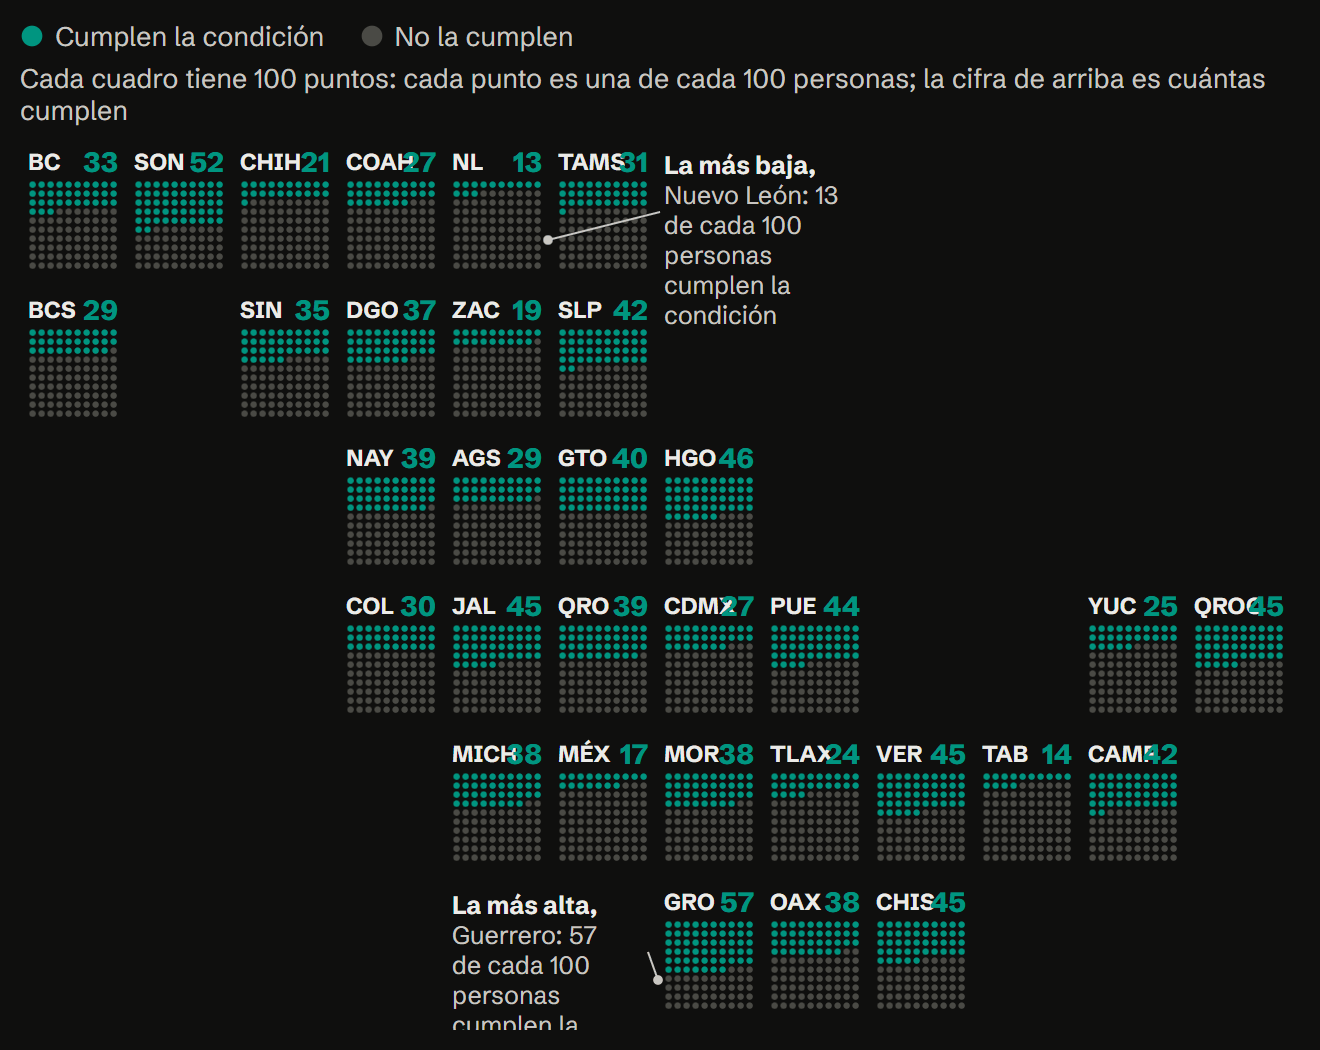 Cumplen la condición No la cumplen
Cada cuadro tiene 100 puntos: cada punto es una de cada 100 personas; la cifra de arriba es cuántas
cumplen
BC 33 SON 52 CHIH 21 COAH 27 NL 13 TAMS 31
La más baja,
Nuevo León: 13
de cada 100
personas
cumplen la
condición
BCS 29 SIN 35 DGO 37 ZAC 19 SLP 42
NAY 39 AGS 29 GTO 40 HGO 46
COL 30 JAL 45 QRO 39 CDMX 27 PUE 44 YUC 25 QROO 45
MICH 38 MÉX 17 MOR 38 TLAX 24 VER 45 TAB 14 CAMP 42
GRO 57 OAX 38 CHIS 45
La más alta,
Guerrero: 57
de cada 100
personas
cumplen la